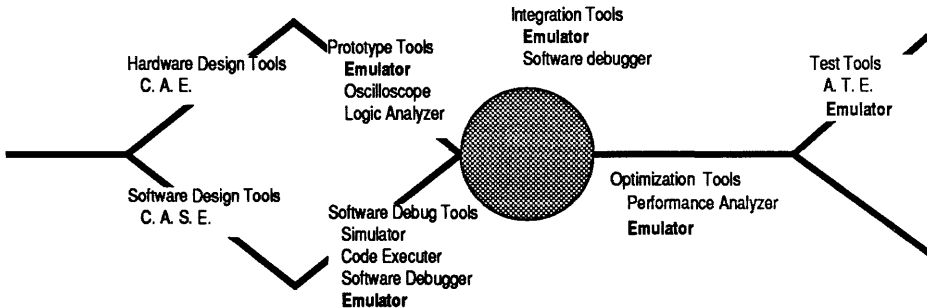 Hardware Design Tools
C. A. E.
Prototype Tools
Emulator
Oscilloscope
Logic Analyzer
Integration Tools
Emulator
Software debugger
Test Tools
A. T. E.
Emulator
Software Design Tools
C. A. S. E.
Software Debug Tools
Simulator
Code Executer
Software Debugger
Emulator
Optimization Tools
Performance Analyzer
Emulator